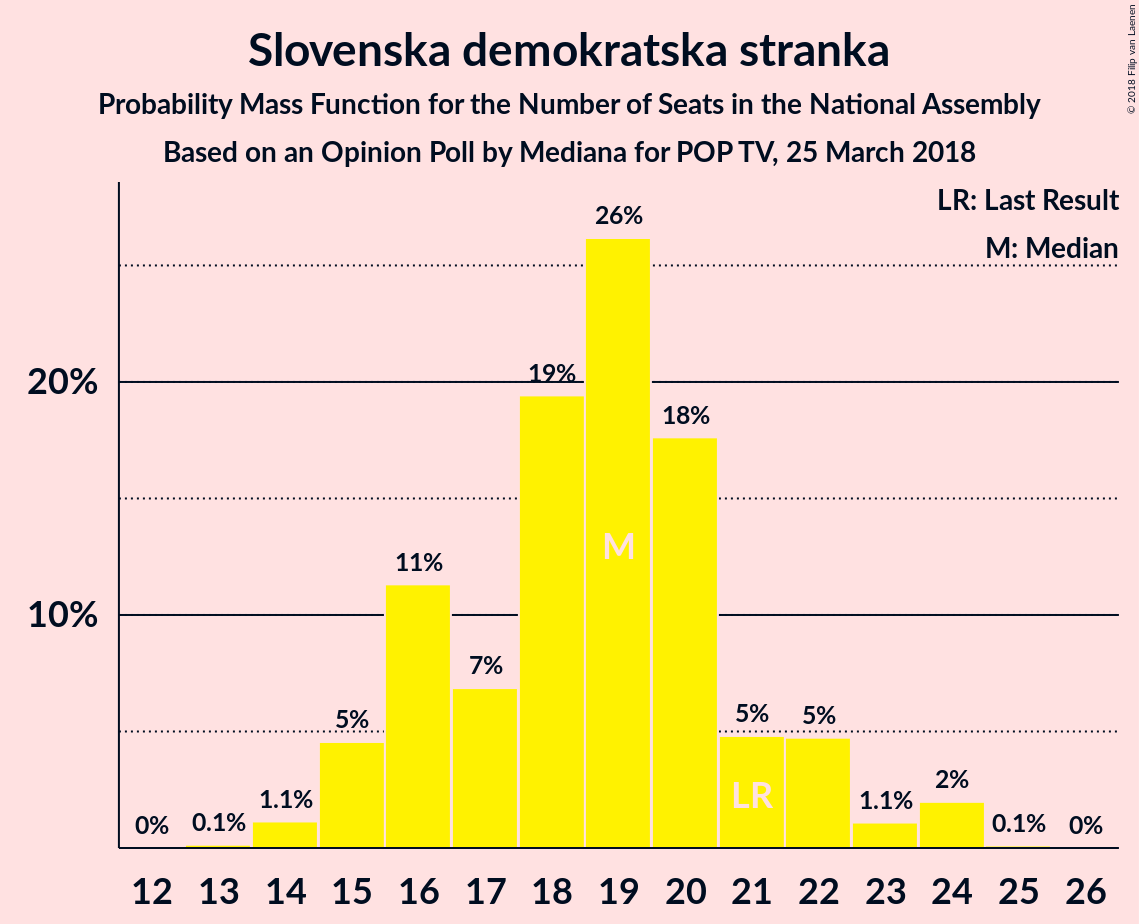 Slovenska demokratska stranka
Probability Mass Function for the Number of Seats in the National Assembly
Based on an Opinion Poll by Mediana for POP TV, 25 March 2018
© 2018 Filip van Laenen
LR: Last Result
M: Median
26%
20%
19%
18%
M
11%
10%
7%
5%
5%
5%
LR
2%
1.1%
1.1%
0%
0.1%
0.1%
0%
12 13 14 15 16 17 18 19 20 21 22 23 24 25 26